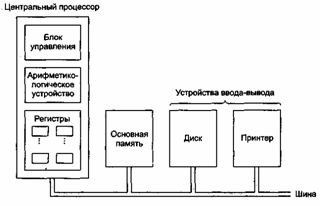 Центральный процессор
Блок
управления
Арифметико-
логическое
устройство
Регистры
Устройства ввода-вывода
Основная
память
Диск
Принтер
Шина